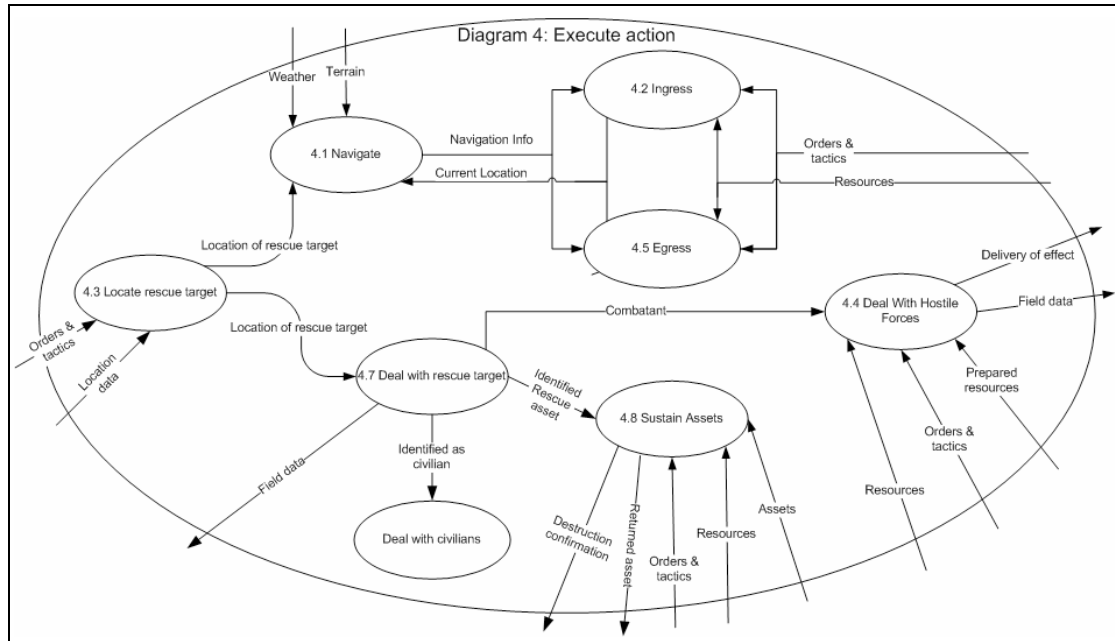 Diagram 4: Execute action
Weather
Terrain
4.2 Ingress
4.1 Navigate
Navigation Info
Orders &
tactics
Current Location
Resources
Location of rescue target
4.5 Egress
Delivery of effect
4.3 Locate rescue target
4.4 Deal With Hostile
Forces
Field data
Orders &
tactics
Location of rescue target
Combatant
Location
data
4.7 Deal with rescue target
Identified
Rescue
asset
Prepared
resources
4.8 Sustain Assets
Identified as
civilian
Orders &
tactics
Field data
Resources
Deal with civilians
Destruction
confirmation
Returned asset
Orders &
tactics
Resources
Assets